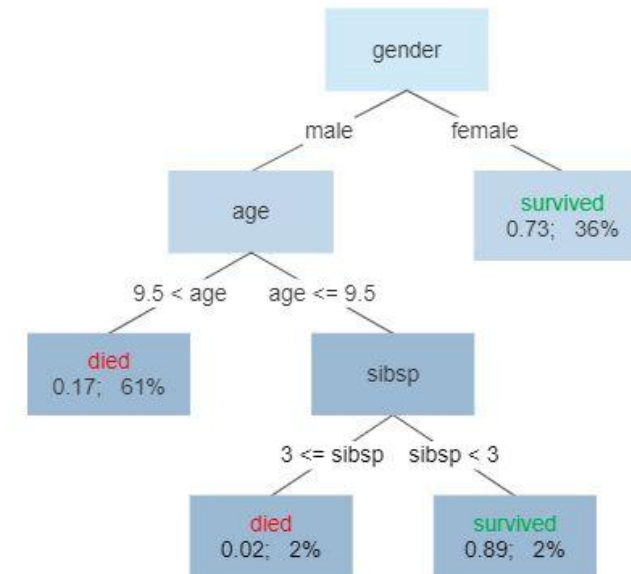 gender
male female
age
survived
0.73; 36%
9.5 < age age <= 9.5
died
0.17; 61%
sibsp
3 <= sibsp sibsp < 3
died
0.02; 2%
survived
0.89; 2%